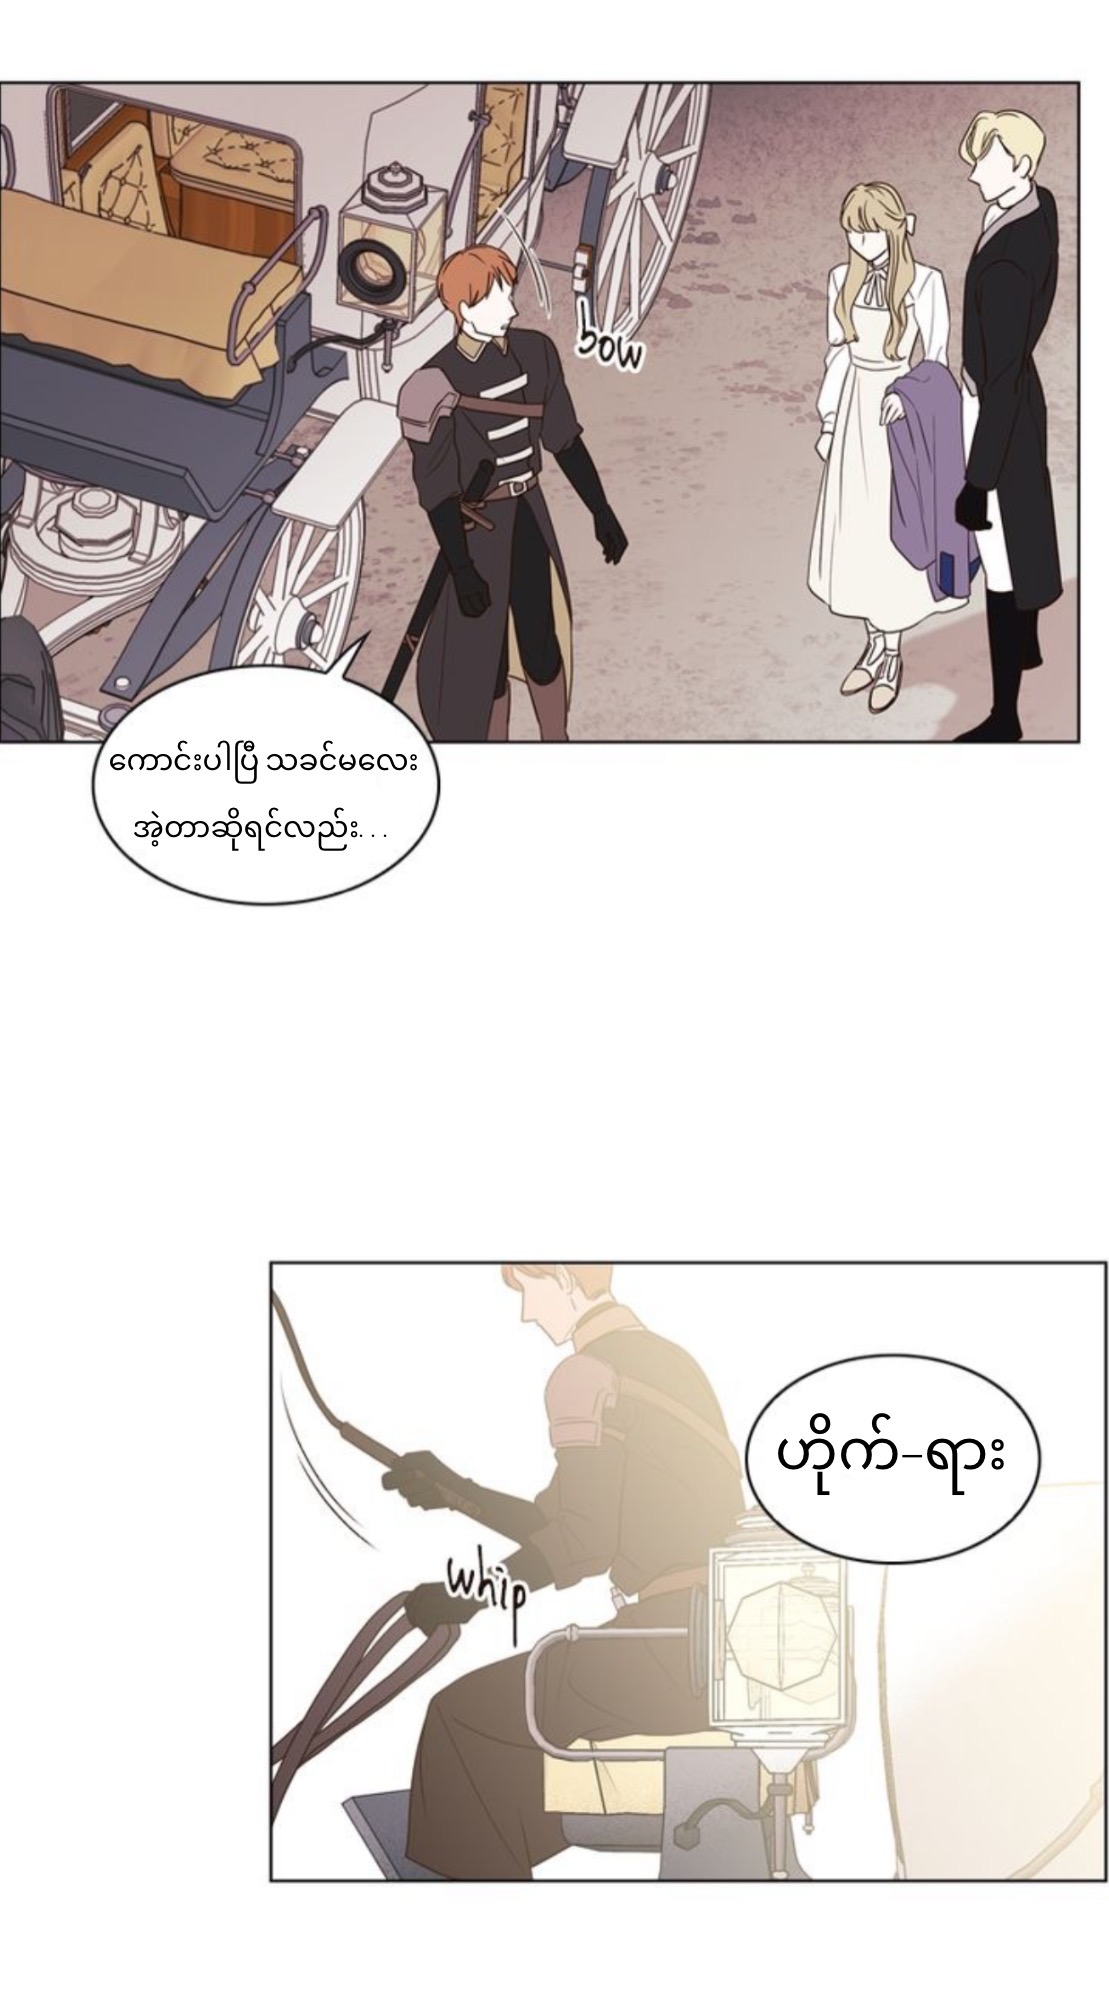 bow
ကောင်းပါပြီ သခင်မလေး
အဲ့တာဆိုရင်လည်း...
ဟိုက်-ရား
whip